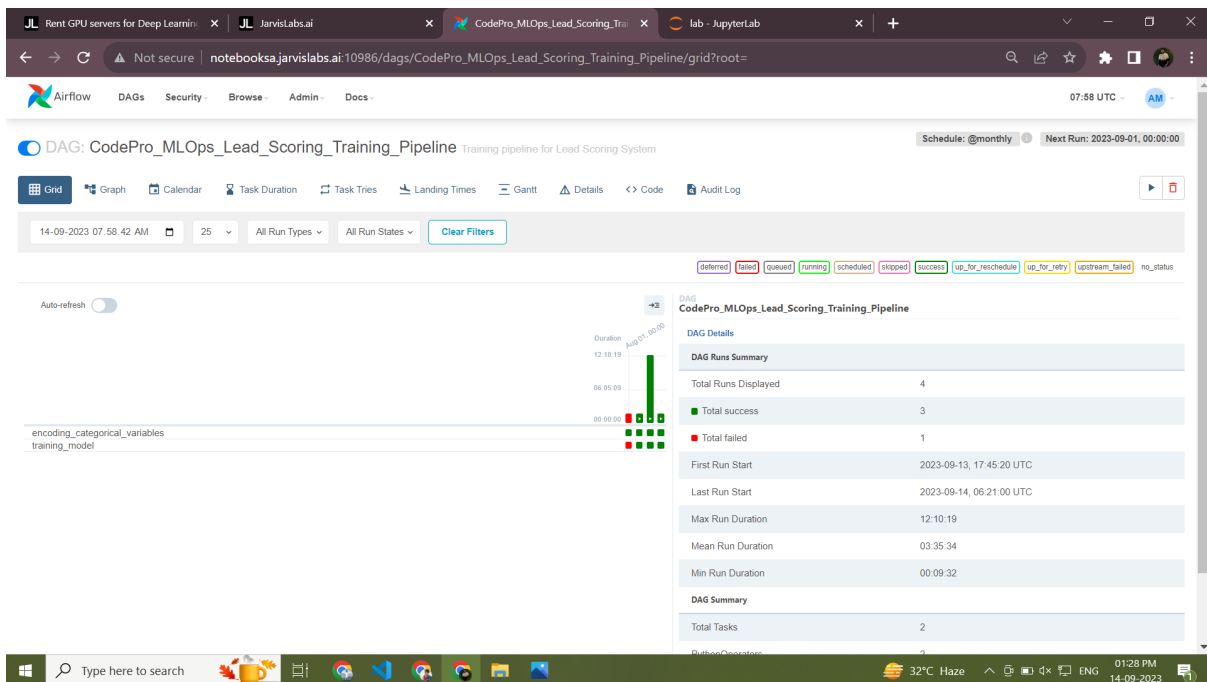 JL Rent GPU servers for Deep Learnin
JL JarvisLabs.ai
CodePro_MLOps_Lead_Scoring_Trai
lab - JupyterLab
Not secure notebooksa.jarvislabs.ai:10986/dags/CodePro_MLOps_Lead_Scoring_Training_Pipeline/grid?root=
Airflow DAGs Security Browse Admin Docs 07:58 UTC AM
DAG: CodePro_MLOps_Lead_Scoring_Training_Pipeline Training pipeline for Lead Scoring System
Schedule: @monthly Next Run: 2023-09-01, 00:00:00
Grid Graph Calendar Task Duration Task Tries Landing Times Gantt Details <> Code Audit Log
14-09-2023 07.58.42 AM 25 All Run Types All Run States Clear Filters
deferred failed queued running scheduled skipped success up_for_reschedule up_for_retry upstream_failed no_status
Auto-refresh
Duration Aug 01, 00:00
12:10:19
06:05:09
00:00:00
encoding_categorical_variables
training_model
DAG
CodePro_MLOps_Lead_Scoring_Training_Pipeline
DAG Details
DAG Runs Summary
Total Runs Displayed 4
Total success 3
Total failed 1
First Run Start 2023-09-13, 17:45:20 UTC
Last Run Start 2023-09-14, 06:21:00 UTC
Max Run Duration 12:10:19
Mean Run Duration 03:35:34
Min Run Duration 00:09:32
DAG Summary
Total Tasks 2
PythonOperators 2
Type here to search
32°C Haze ENG 01:28 PM
14-09-2023